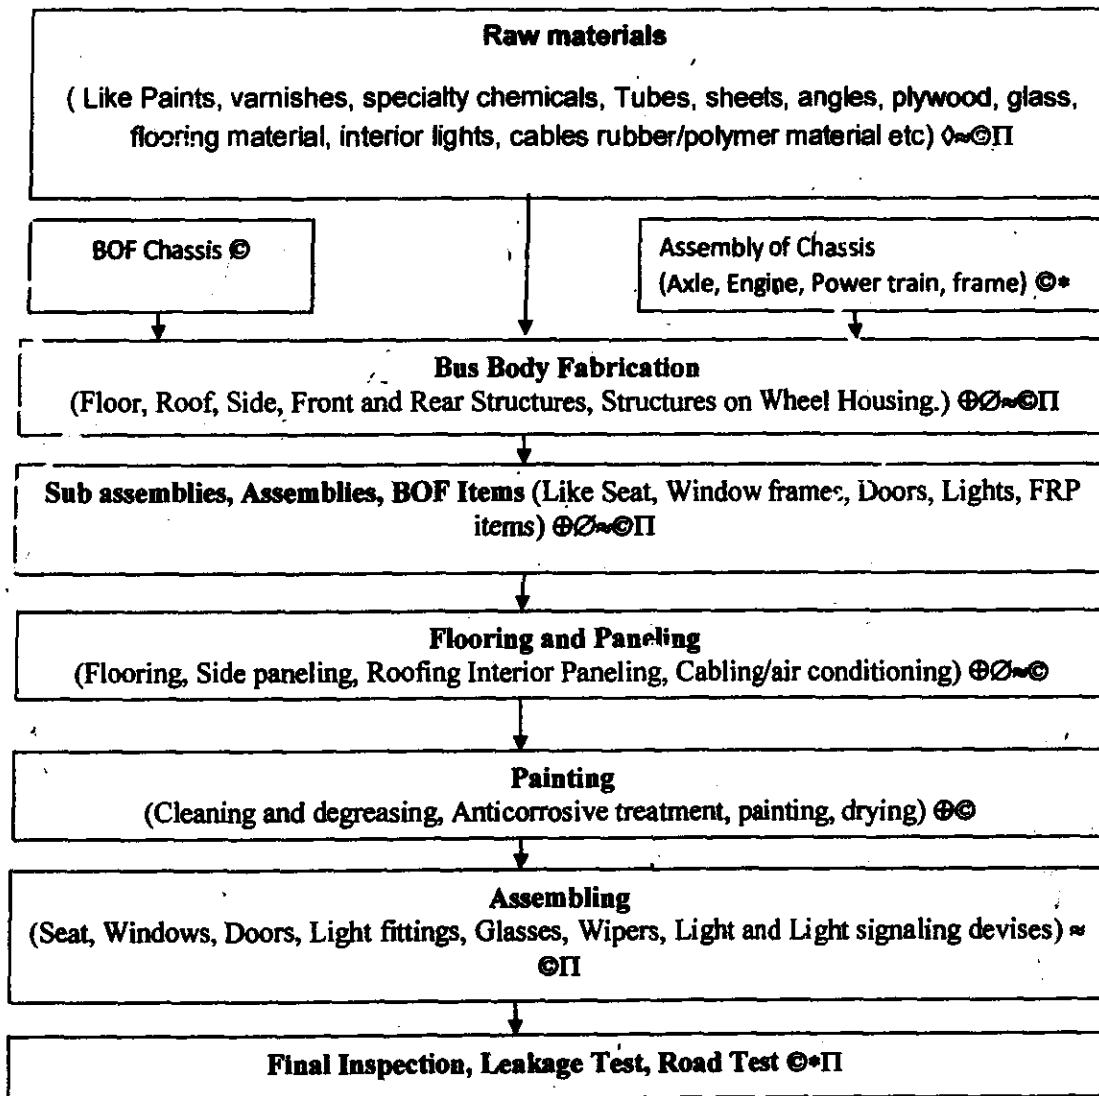 Raw materials
( Like Paints, varnishes, specialty chemicals, Tubes, sheets, angles, plywood, glass,
flooring material, interior lights, cables rubber/polymer material etc) ◊≈©Π
BOF Chassis ©
Assembly of Chassis
(Axle, Engine, Power train, frame) ©*
Bus Body Fabrication
(Floor, Roof, Side, Front and Rear Structures, Structures on Wheel Housing.) ⊕∅≈©Π
Sub assemblies, Assemblies, BOF Items (Like Seat, Window frames, Doors, Lights, FRP
items) ⊕∅≈©Π
Flooring and Paneling
(Flooring, Side paneling, Roofing Interior Paneling, Cabling/air conditioning) ⊕∅≈©
Painting
(Cleaning and degreasing, Anticorrosive treatment, painting, drying) ⊕©
Assembling
(Seat, Windows, Doors, Light fittings, Glasses, Wipers, Light and Light signaling devises) ≈
©Π
Final Inspection, Leakage Test, Road Test ©*Π